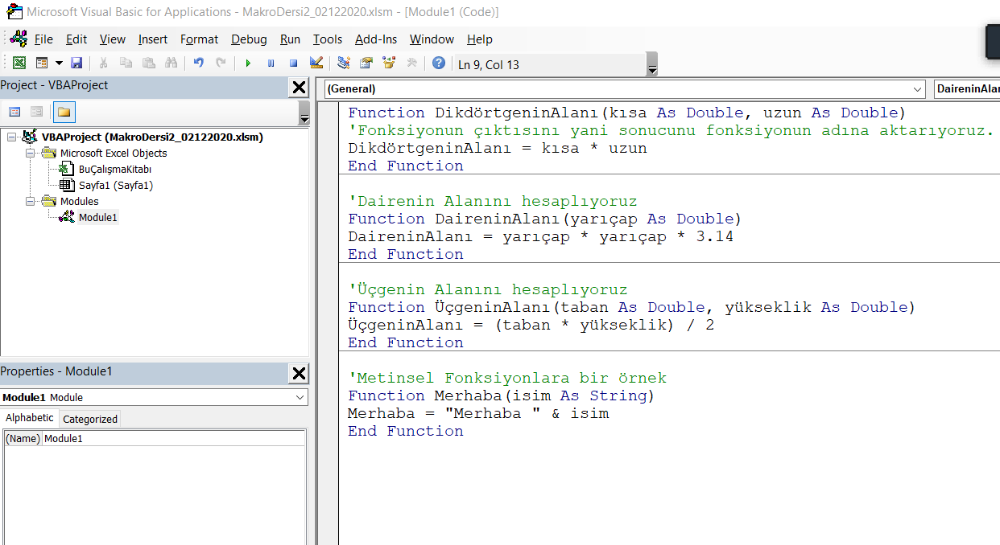 Microsoft Visual Basic for Applications - MakroDersi2_02122020.xlsm - [Module1 (Code)]
File Edit View Insert Format Debug Run Tools Add-Ins Window Help
Ln 9, Col 13
Project - VBAProject
VBAProject (MakroDersi2_02122020.xlsm)
Microsoft Excel Objects
BuÇalışmaKitabı
Sayfa1 (Sayfa1)
Modules
Module1
Properties - Module1
Module1 Module
Alphabetic Categorized
(Name) Module1
(General)
DaireninAlan
Function DikdörtgeninAlanı(kısa As Double, uzun As Double)
'Fonksiyonun çıktısını yani sonucunu fonksiyonun adına aktarıyoruz.
DikdörtgeninAlanı = kısa * uzun
End Function
'Dairenin Alanını hesaplıyoruz
Function DaireninAlanı(yarıçap As Double)
DaireninAlanı = yarıçap * yarıçap * 3.14
End Function
'Üçgenin Alanını hesaplıyoruz
Function ÜçgeninAlanı(taban As Double, yükseklik As Double)
ÜçgeninAlanı = (taban * yükseklik) / 2
End Function
'Metinsel Fonksiyonlara bir örnek
Function Merhaba(isim As String)
Merhaba = "Merhaba " & isim
End Function